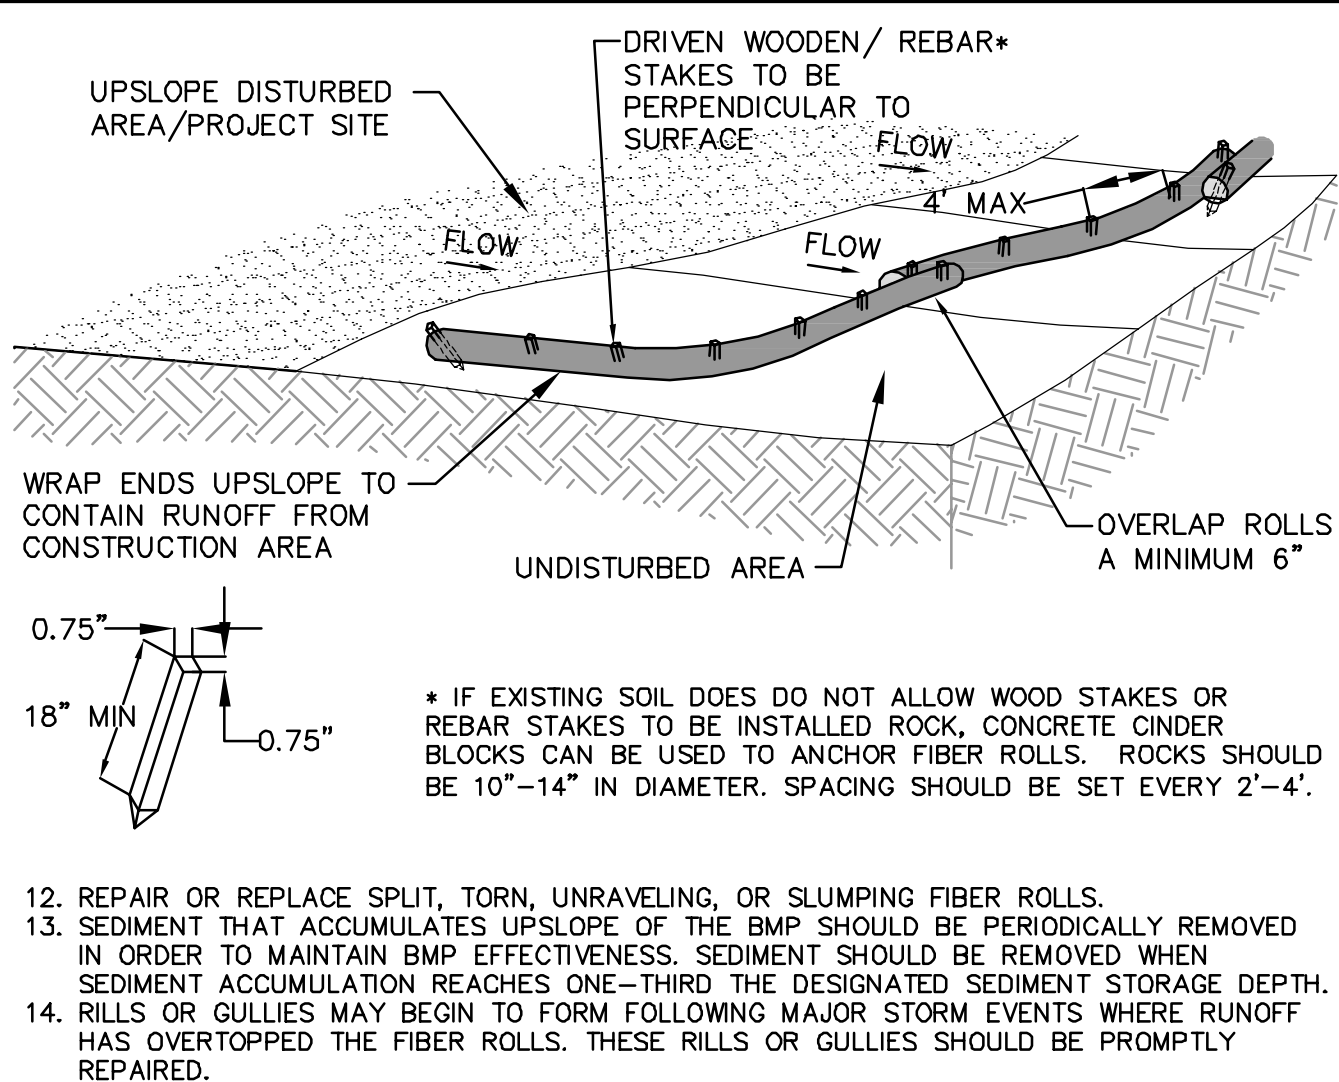 DRIVEN WOODEN/ REBAR*
STAKES TO BE
PERPENDICULAR TO
SURFACE
UPSLOPE DISTURBED
AREA/PROJECT SITE
FLOW
4' MAX
FLOW
FLOW
WRAP ENDS UPSLOPE TO
CONTAIN RUNOFF FROM
CONSTRUCTION AREA
UNDISTURBED AREA
OVERLAP ROLLS
A MINIMUM 6"
0.75"
18" MIN
0.75"
* IF EXISTING SOIL DOES DO NOT ALLOW WOOD STAKES OR
REBAR STAKES TO BE INSTALLED ROCK, CONCRETE CINDER
BLOCKS CAN BE USED TO ANCHOR FIBER ROLLS. ROCKS SHOULD
BE 10"-14" IN DIAMETER. SPACING SHOULD BE SET EVERY 2'-4'.
12. REPAIR OR REPLACE SPLIT, TORN, UNRAVELING, OR SLUMPING FIBER ROLLS.
13. SEDIMENT THAT ACCUMULATES UPSLOPE OF THE BMP SHOULD BE PERIODICALLY REMOVED
IN ORDER TO MAINTAIN BMP EFFECTIVENESS. SEDIMENT SHOULD BE REMOVED WHEN
SEDIMENT ACCUMULATION REACHES ONE-THIRD THE DESIGNATED SEDIMENT STORAGE DEPTH.
14. RILLS OR GULLIES MAY BEGIN TO FORM FOLLOWING MAJOR STORM EVENTS WHERE RUNOFF
HAS OVERTOPPED THE FIBER ROLLS. THESE RILLS OR GULLIES SHOULD BE PROMPTLY
REPAIRED.